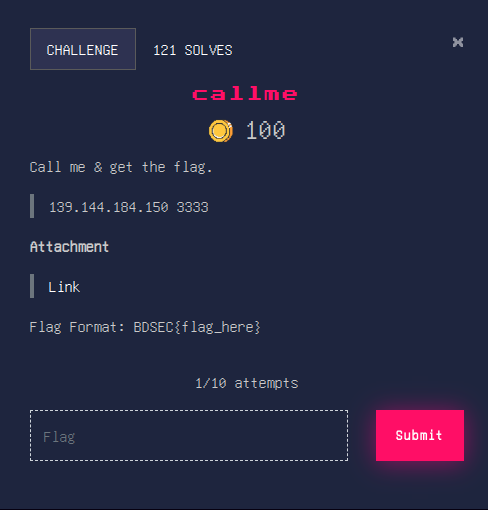 CHALLENGE
121 SOLVES
×
callme
100
Call me & get the flag.
139.144.184.150 3333
Attachment
Link
Flag Format: BDSEC{flag_here}
1/10 attempts
Flag
Submit